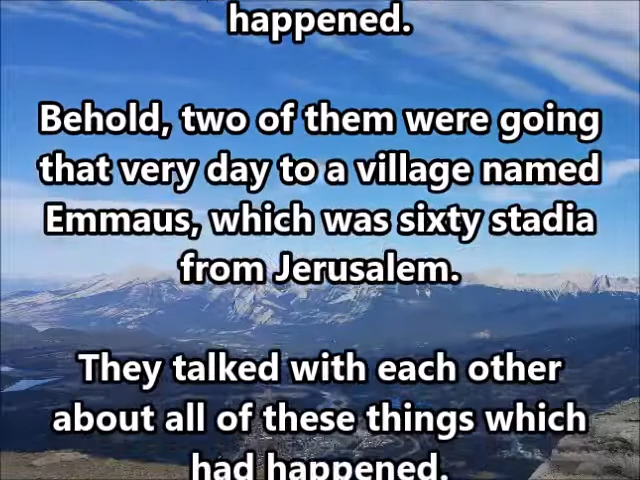 happened.
Behold, two of them were going
that very day to a village named
Emmaus, which was sixty stadia
from Jerusalem.
They talked with each other
about all of these things which
had happened.